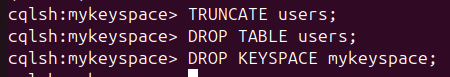 cqlsh:mykeyspace> TRUNCATE users;
cqlsh:mykeyspace> DROP TABLE users;
cqlsh:mykeyspace> DROP KEYSPACE mykeyspace;